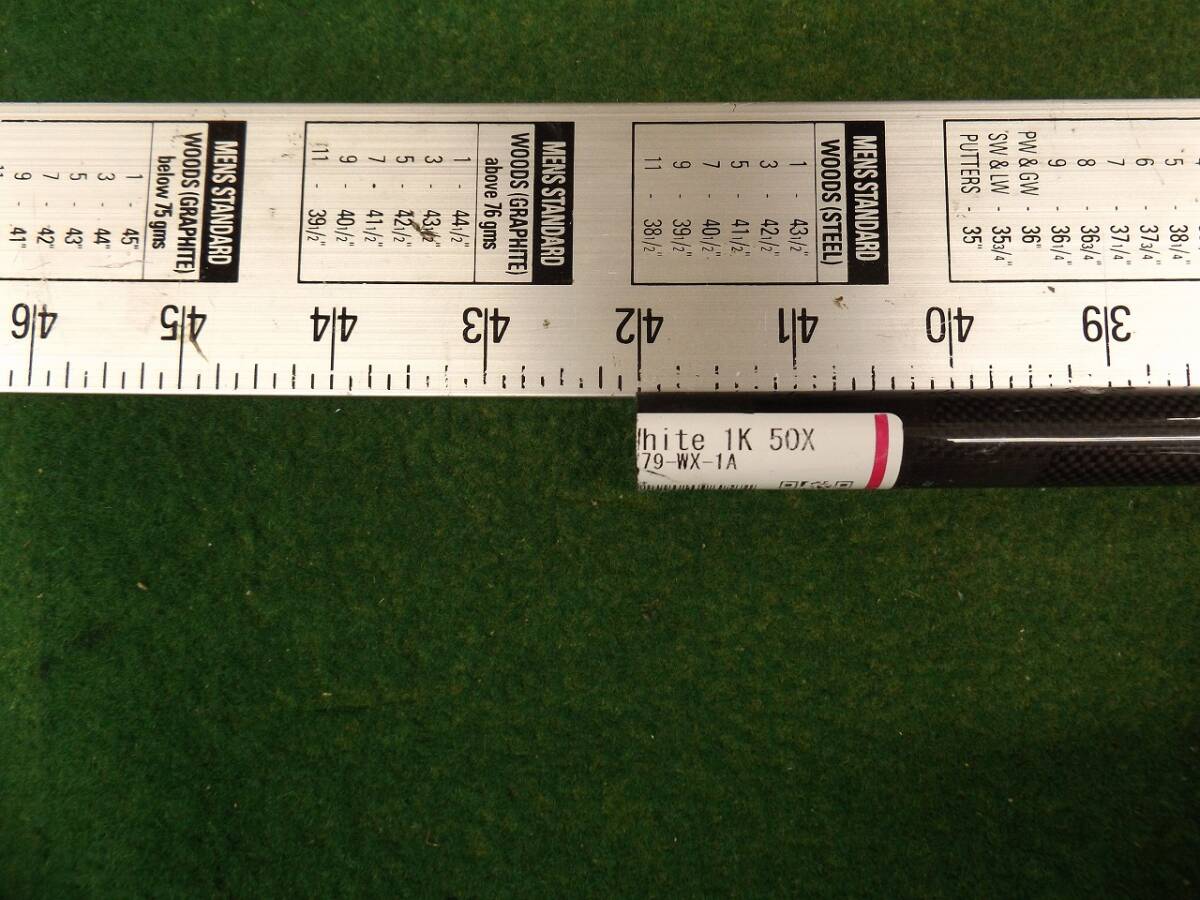 MENS STANDARD
WOODS (GRAPHITE)
below 75 gms
1 - 45"
3 - 44"
5 - 43"
7 - 42"
9 - 41"
MENS STANDARD
WOODS (GRAPHITE)
above 76 gms
1 - 44 1/2"
3 - 43 1/2"
5 - 42 1/2"
7 - 41 1/2"
9 - 40 1/2"
11 - 39 1/2"
MENS STANDARD
WOODS (STEEL)
1 - 43 1/2"
3 - 42 1/2"
5 - 41 1/2"
7 - 40 1/2"
9 - 39 1/2"
11 - 38 1/2"
5 - 38 1/4"
6 - 37 3/4"
7 - 37 1/4"
8 - 36 3/4"
9 - 36 1/4"
PW & GW - 36"
SW & LW - 35 3/4"
PUTTERS - 35"
46 45 44 43 42 41 40 39
hite 1K 50X
79-WX-1A